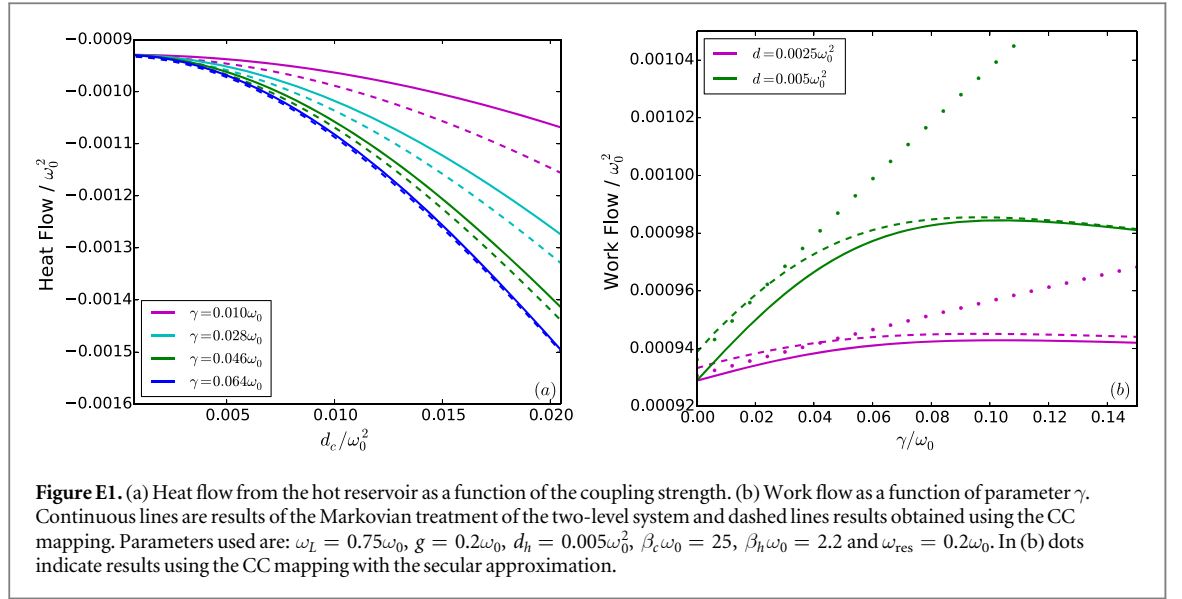 −0.0009
−0.0010
−0.0011
−0.0012
−0.0013
−0.0014
−0.0015
−0.0016
Heat Flow / ω₀²
γ=0.010ω₀
γ=0.028ω₀
γ=0.046ω₀
γ=0.064ω₀
(a)
0.005 0.010 0.015 0.020
d_c/ω₀²
0.00104
0.00102
0.00100
0.00098
0.00096
0.00094
0.00092
Work Flow / ω₀²
d=0.0025ω₀²
d=0.005ω₀²
(b)
0.00 0.02 0.04 0.06 0.08 0.10 0.12 0.14
γ/ω₀
Figure E1. (a) Heat flow from the hot reservoir as a function of the coupling strength. (b) Work flow as a function of parameter γ.
Continuous lines are results of the Markovian treatment of the two-level system and dashed lines results obtained using the CC
mapping. Parameters used are: ω_L = 0.75ω₀, g = 0.2ω₀, d_h = 0.005ω₀², β_cω₀ = 25, β_hω₀ = 2.2 and ω_res = 0.2ω₀. In (b) dots
indicate results using the CC mapping with the secular approximation.